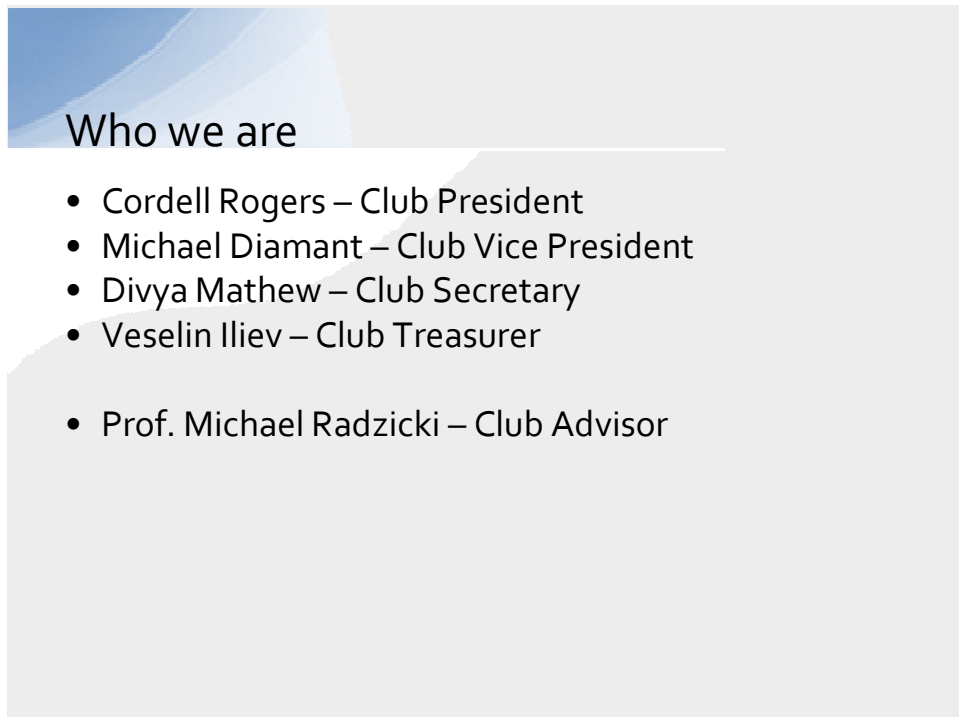 Who we are
• Cordell Rogers – Club President
• Michael Diamant – Club Vice President
• Divya Mathew – Club Secretary
• Veselin Iliev – Club Treasurer
• Prof. Michael Radzicki – Club Advisor